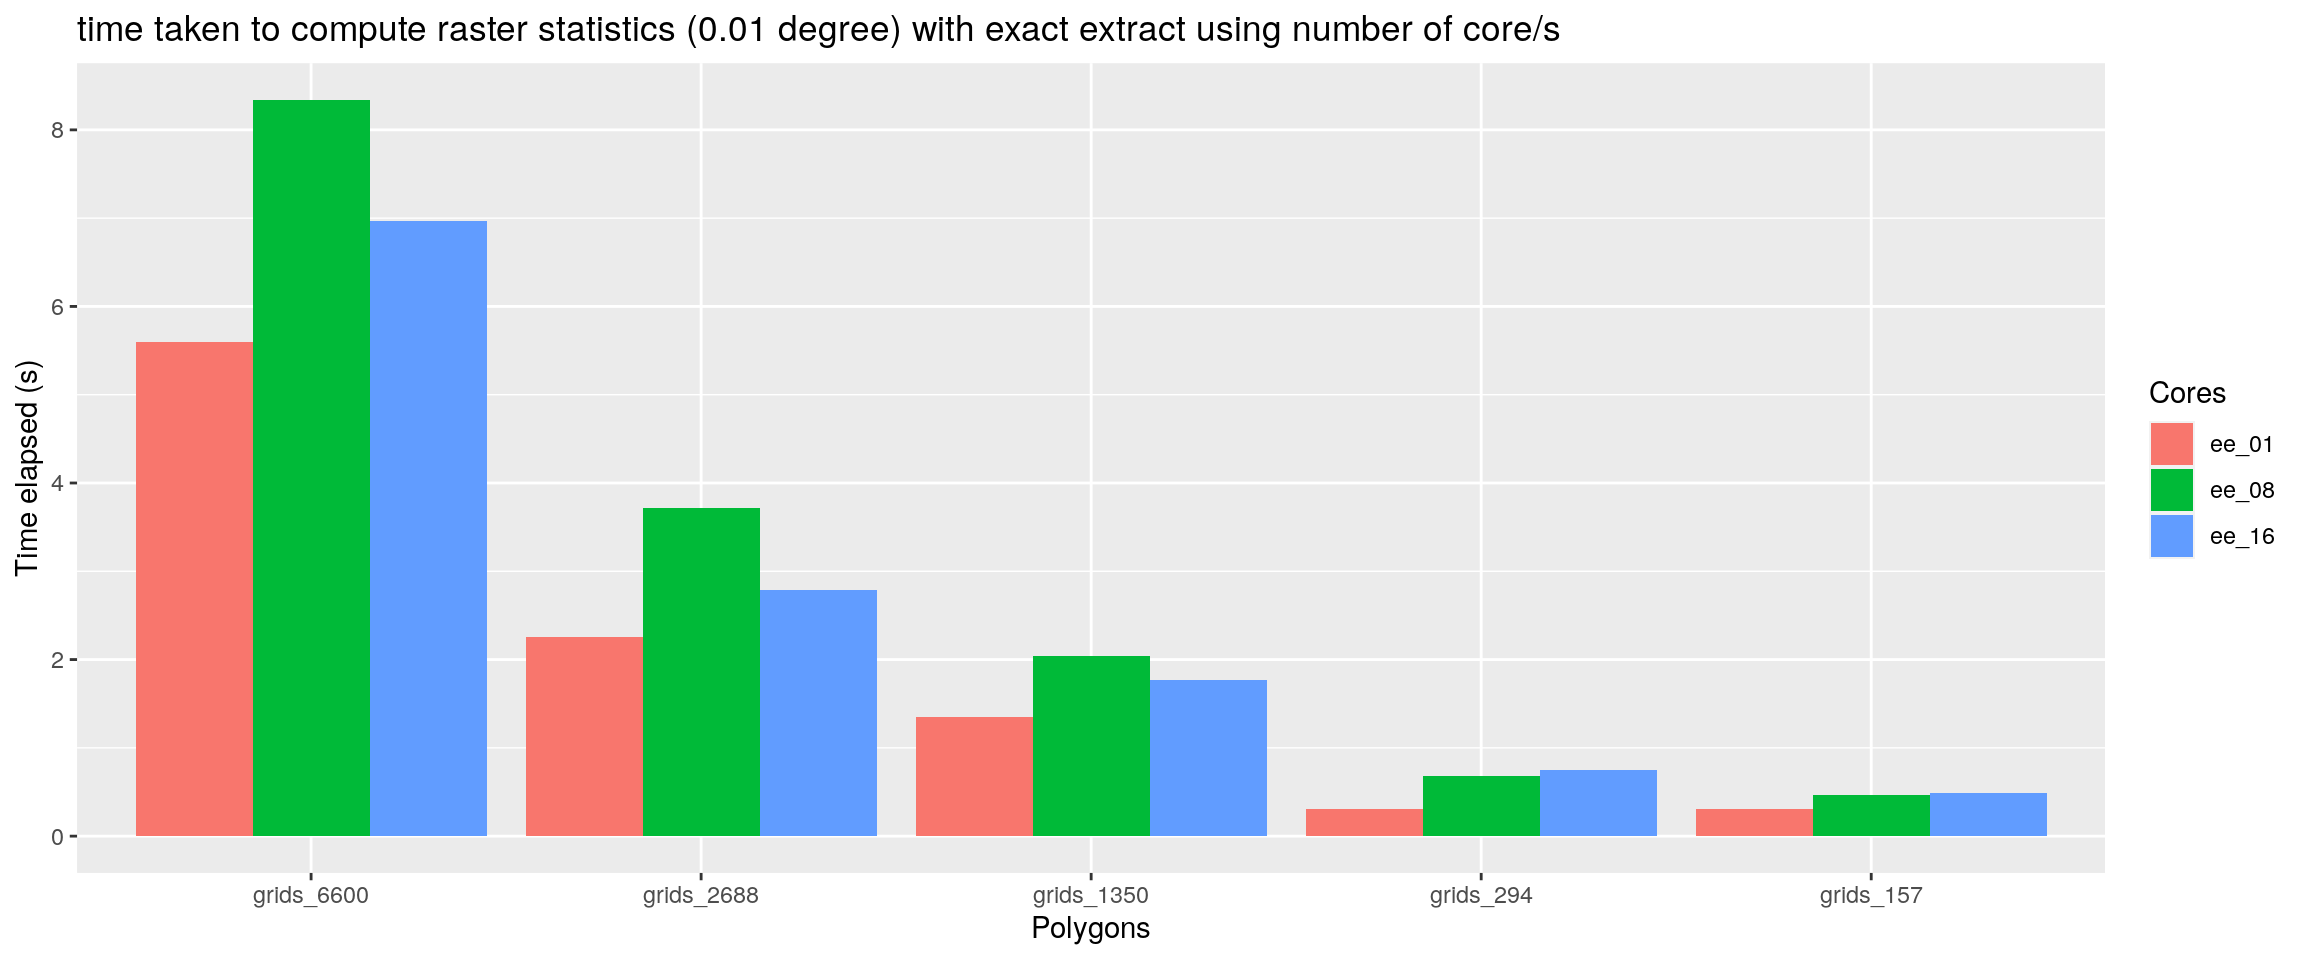 time taken to compute raster statistics (0.01 degree) with exact extract using number of core/s
8
6
4
2
0
Time elapsed (s)
grids_6600
grids_2688
grids_1350
grids_294
grids_157
Polygons
Cores
ee_01
ee_08
ee_16